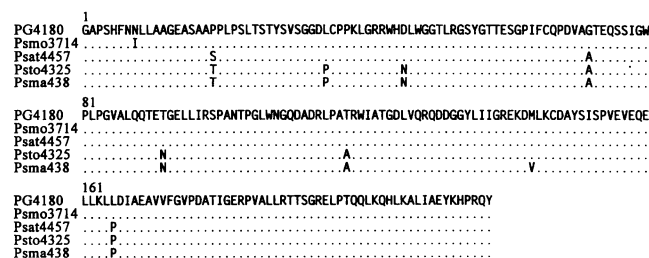 1
PG4180 GAPSHFNNLLAAGEASAAPPLPSLTSTYSVSGGDLCPPKLGRRWHDLWGGTLRGSYGTTESGPIFCQPDVAGTQSSIGW
Psmo3714 .......I........................................................................
Psat4457 ..................S....................................................A........
Psto4325 ..................T...............P..........N.........................A........
Psma438 ..................T...............P..........N.........................A........
81
PG4180 PLPGVALQQTETGELLIRSPANTPGLWNGQDADRLPATRWIATGDLVQRQDDGGYLIIGREKDMLKCDAYSISPVEVEQE
Psmo3714 ................................................................................
Psat4457 ................................................................................
Psto4325 ...........N.........................A..........................................
Psma438 ...........N.........................A.........................V................
161
PG4180 LLKLLDIAEAVVFGVPDATIGERPVALLRTTSGRELPTQQLKQHLKALIAEYKHPRQY
Psmo3714 ..........................................................
Psat4457 ....P.....................................................
Psto4325 ....P.....................................................
Psma438 ....P.....................................................